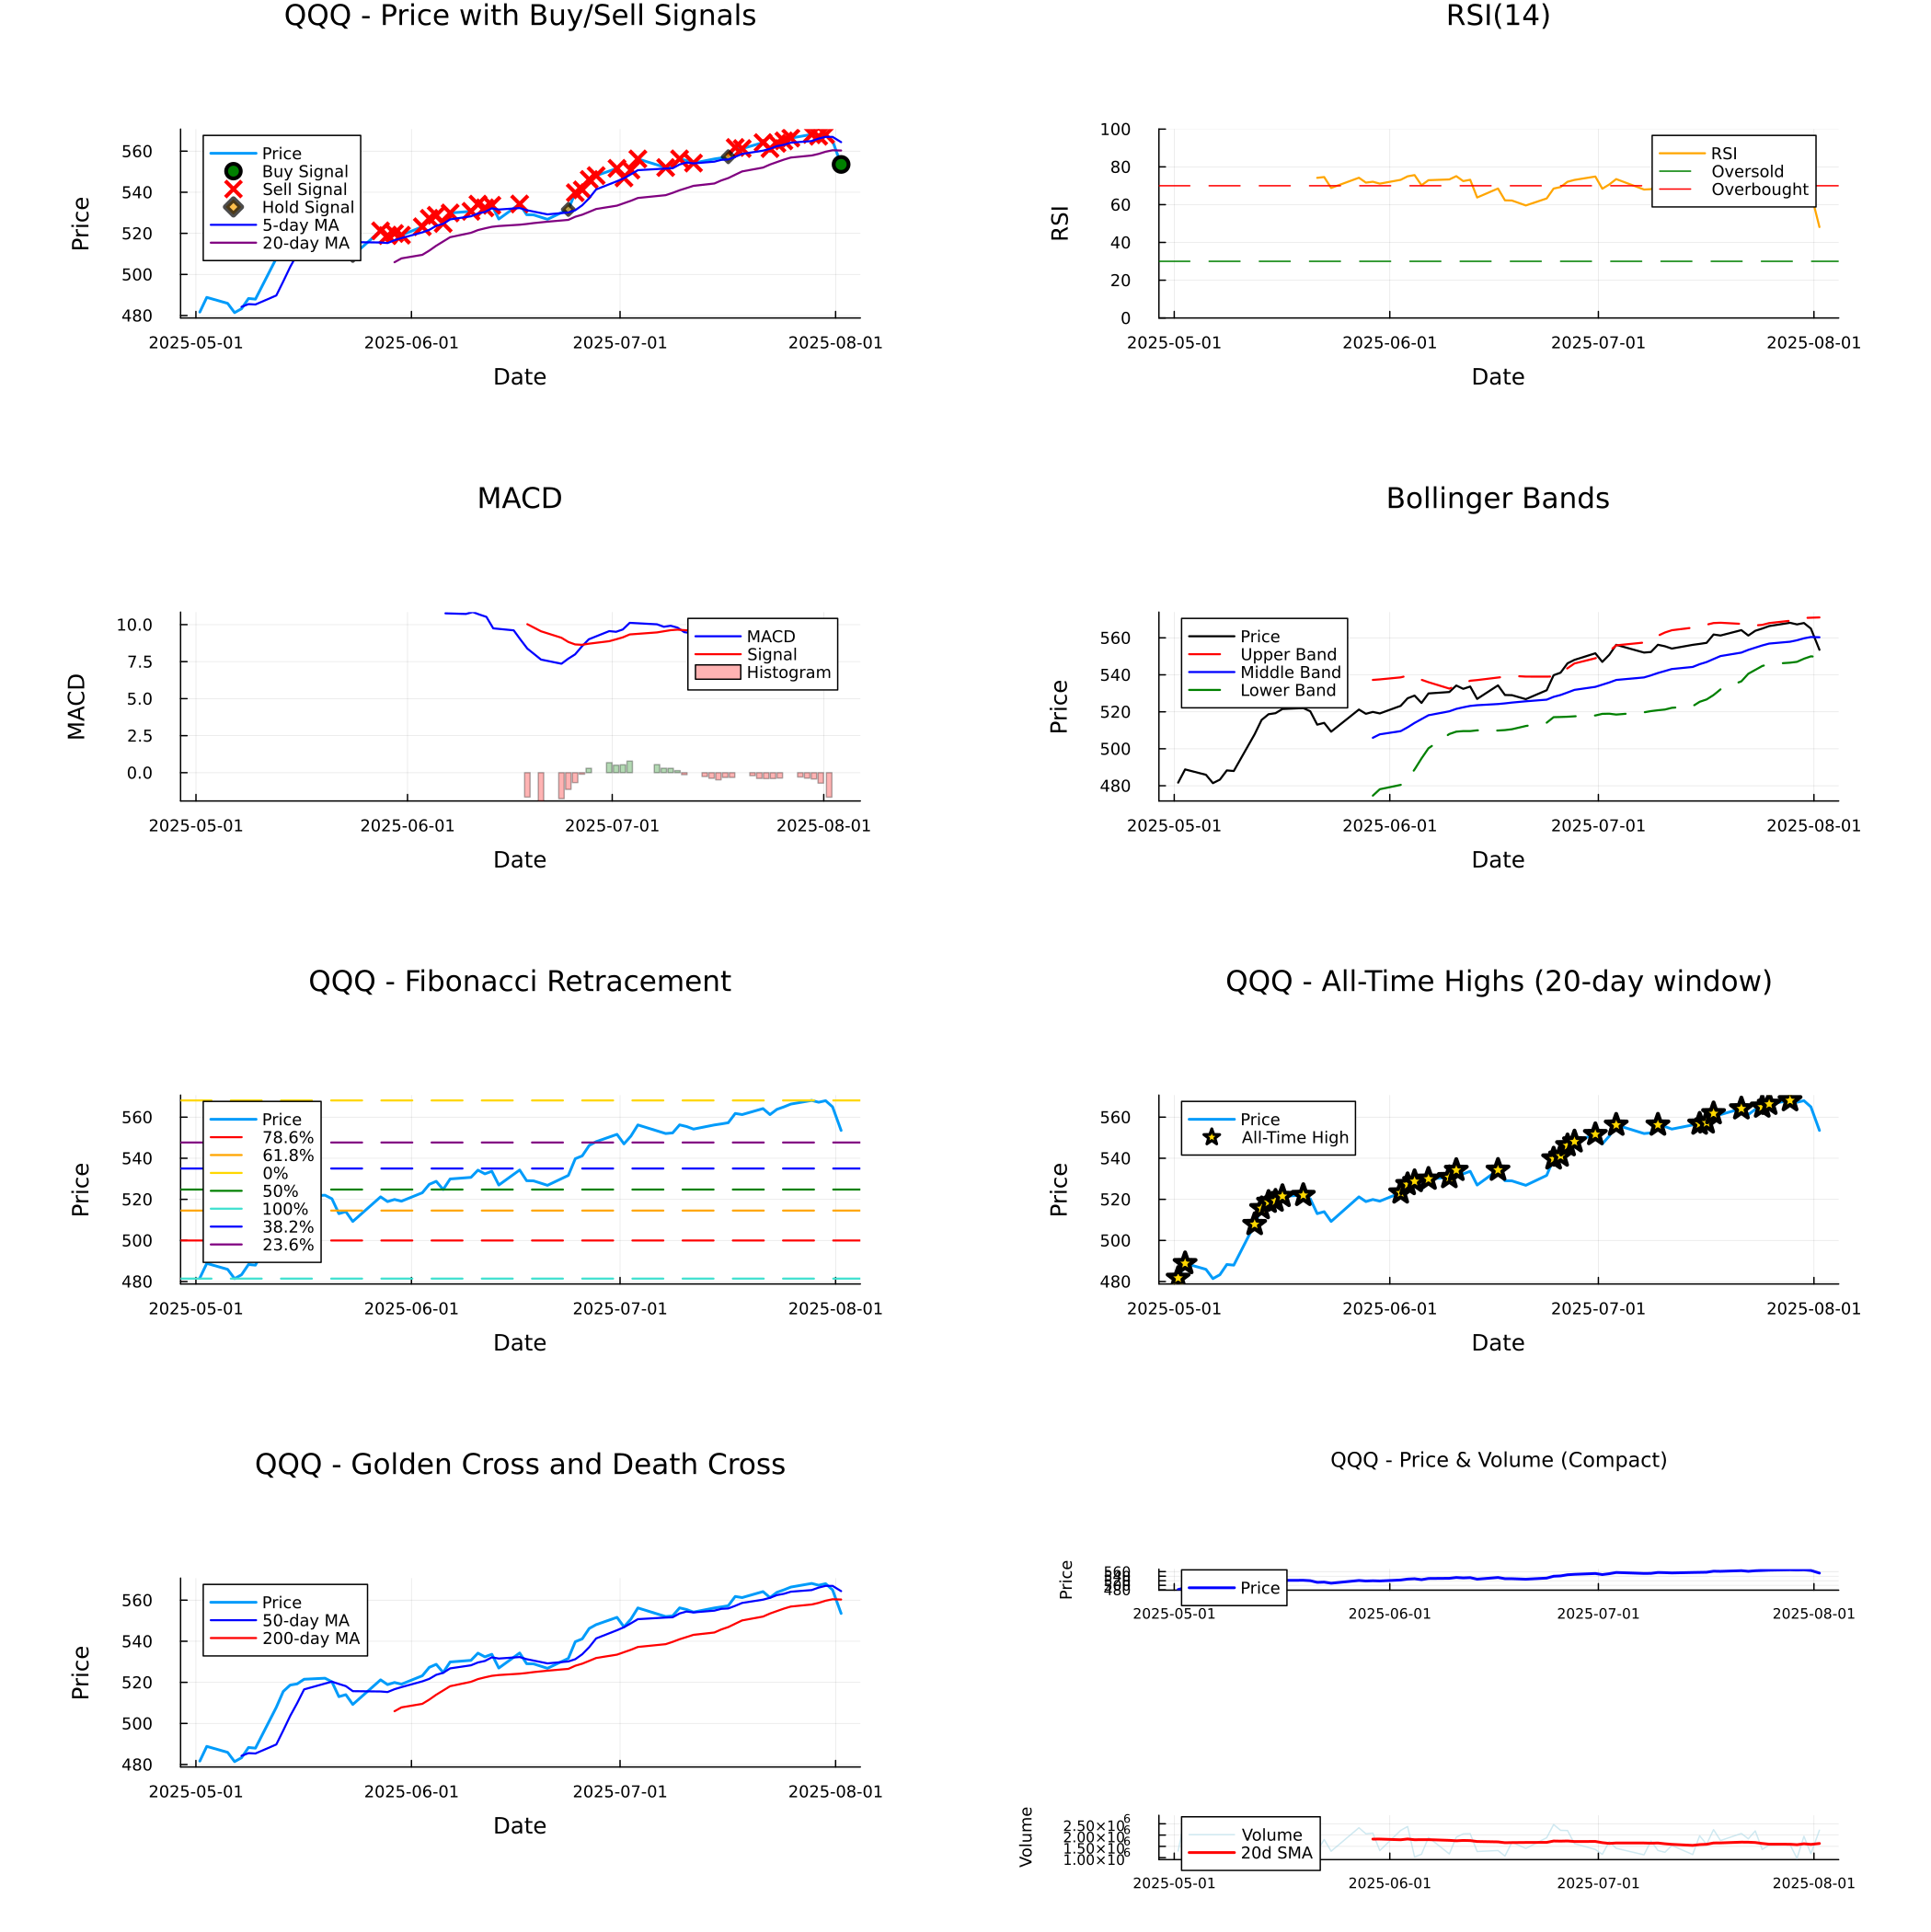 QQQ - Price with Buy/Sell Signals
Price
560
540
520
500
480
Price
Buy Signal
Sell Signal
Hold Signal
5-day MA
20-day MA
2025-05-01 2025-06-01 2025-07-01 2025-08-01
Date
RSI(14)
RSI
100
80
60
40
20
0
RSI
Oversold
Overbought
2025-05-01 2025-06-01 2025-07-01 2025-08-01
Date
MACD
MACD
10.0
7.5
5.0
2.5
0.0
MACD
Signal
Histogram
2025-05-01 2025-06-01 2025-07-01 2025-08-01
Date
Bollinger Bands
Price
560
540
520
500
480
Price
Upper Band
Middle Band
Lower Band
2025-05-01 2025-06-01 2025-07-01 2025-08-01
Date
QQQ - Fibonacci Retracement
Price
560
540
520
500
480
Price
78.6%
61.8%
0%
50%
100%
38.2%
23.6%
2025-05-01 2025-06-01 2025-07-01 2025-08-01
Date
QQQ - All-Time Highs (20-day window)
Price
560
540
520
500
480
Price
All-Time High
2025-05-01 2025-06-01 2025-07-01 2025-08-01
Date
QQQ - Golden Cross and Death Cross
Price
560
540
520
500
480
Price
50-day MA
200-day MA
2025-05-01 2025-06-01 2025-07-01 2025-08-01
Date
QQQ - Price & Volume (Compact)
Price
560
480
Price
2025-05-01 2025-06-01 2025-07-01 2025-08-01
Volume
2.50×10⁶
2.00×10⁶
1.50×10⁶
1.00×10⁶
Volume
20d SMA
2025-05-01 2025-06-01 2025-07-01 2025-08-01